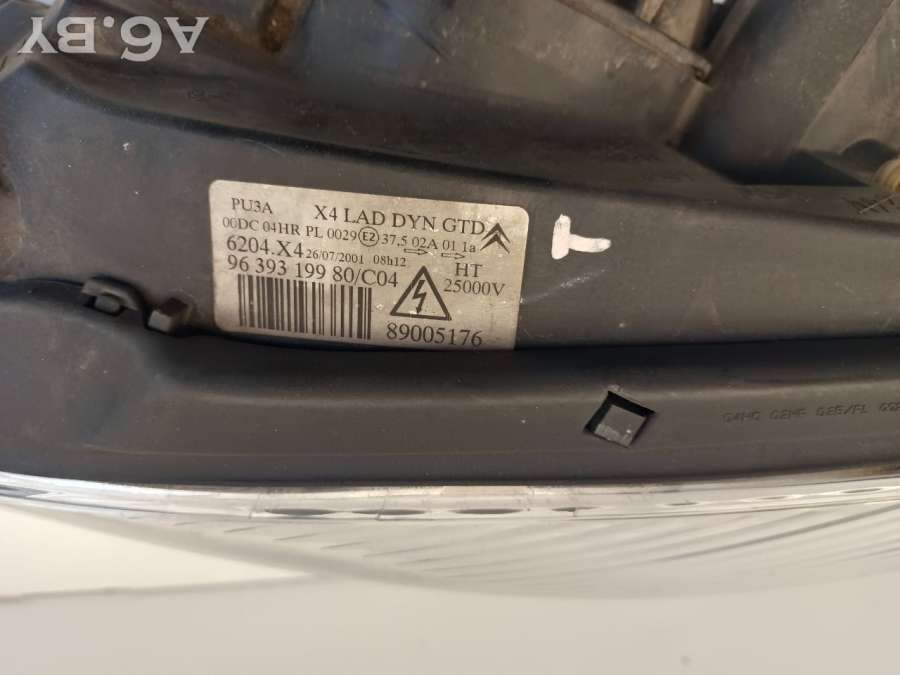 A6.BY
PU3A X4 LAD DYN GTD
00DC 04HR PL 0029 E2 37.5 02A 01 1a
6204.X4 26/07/2001 08h12 HT
96 393 199 80/C04 25000V
89005176
T